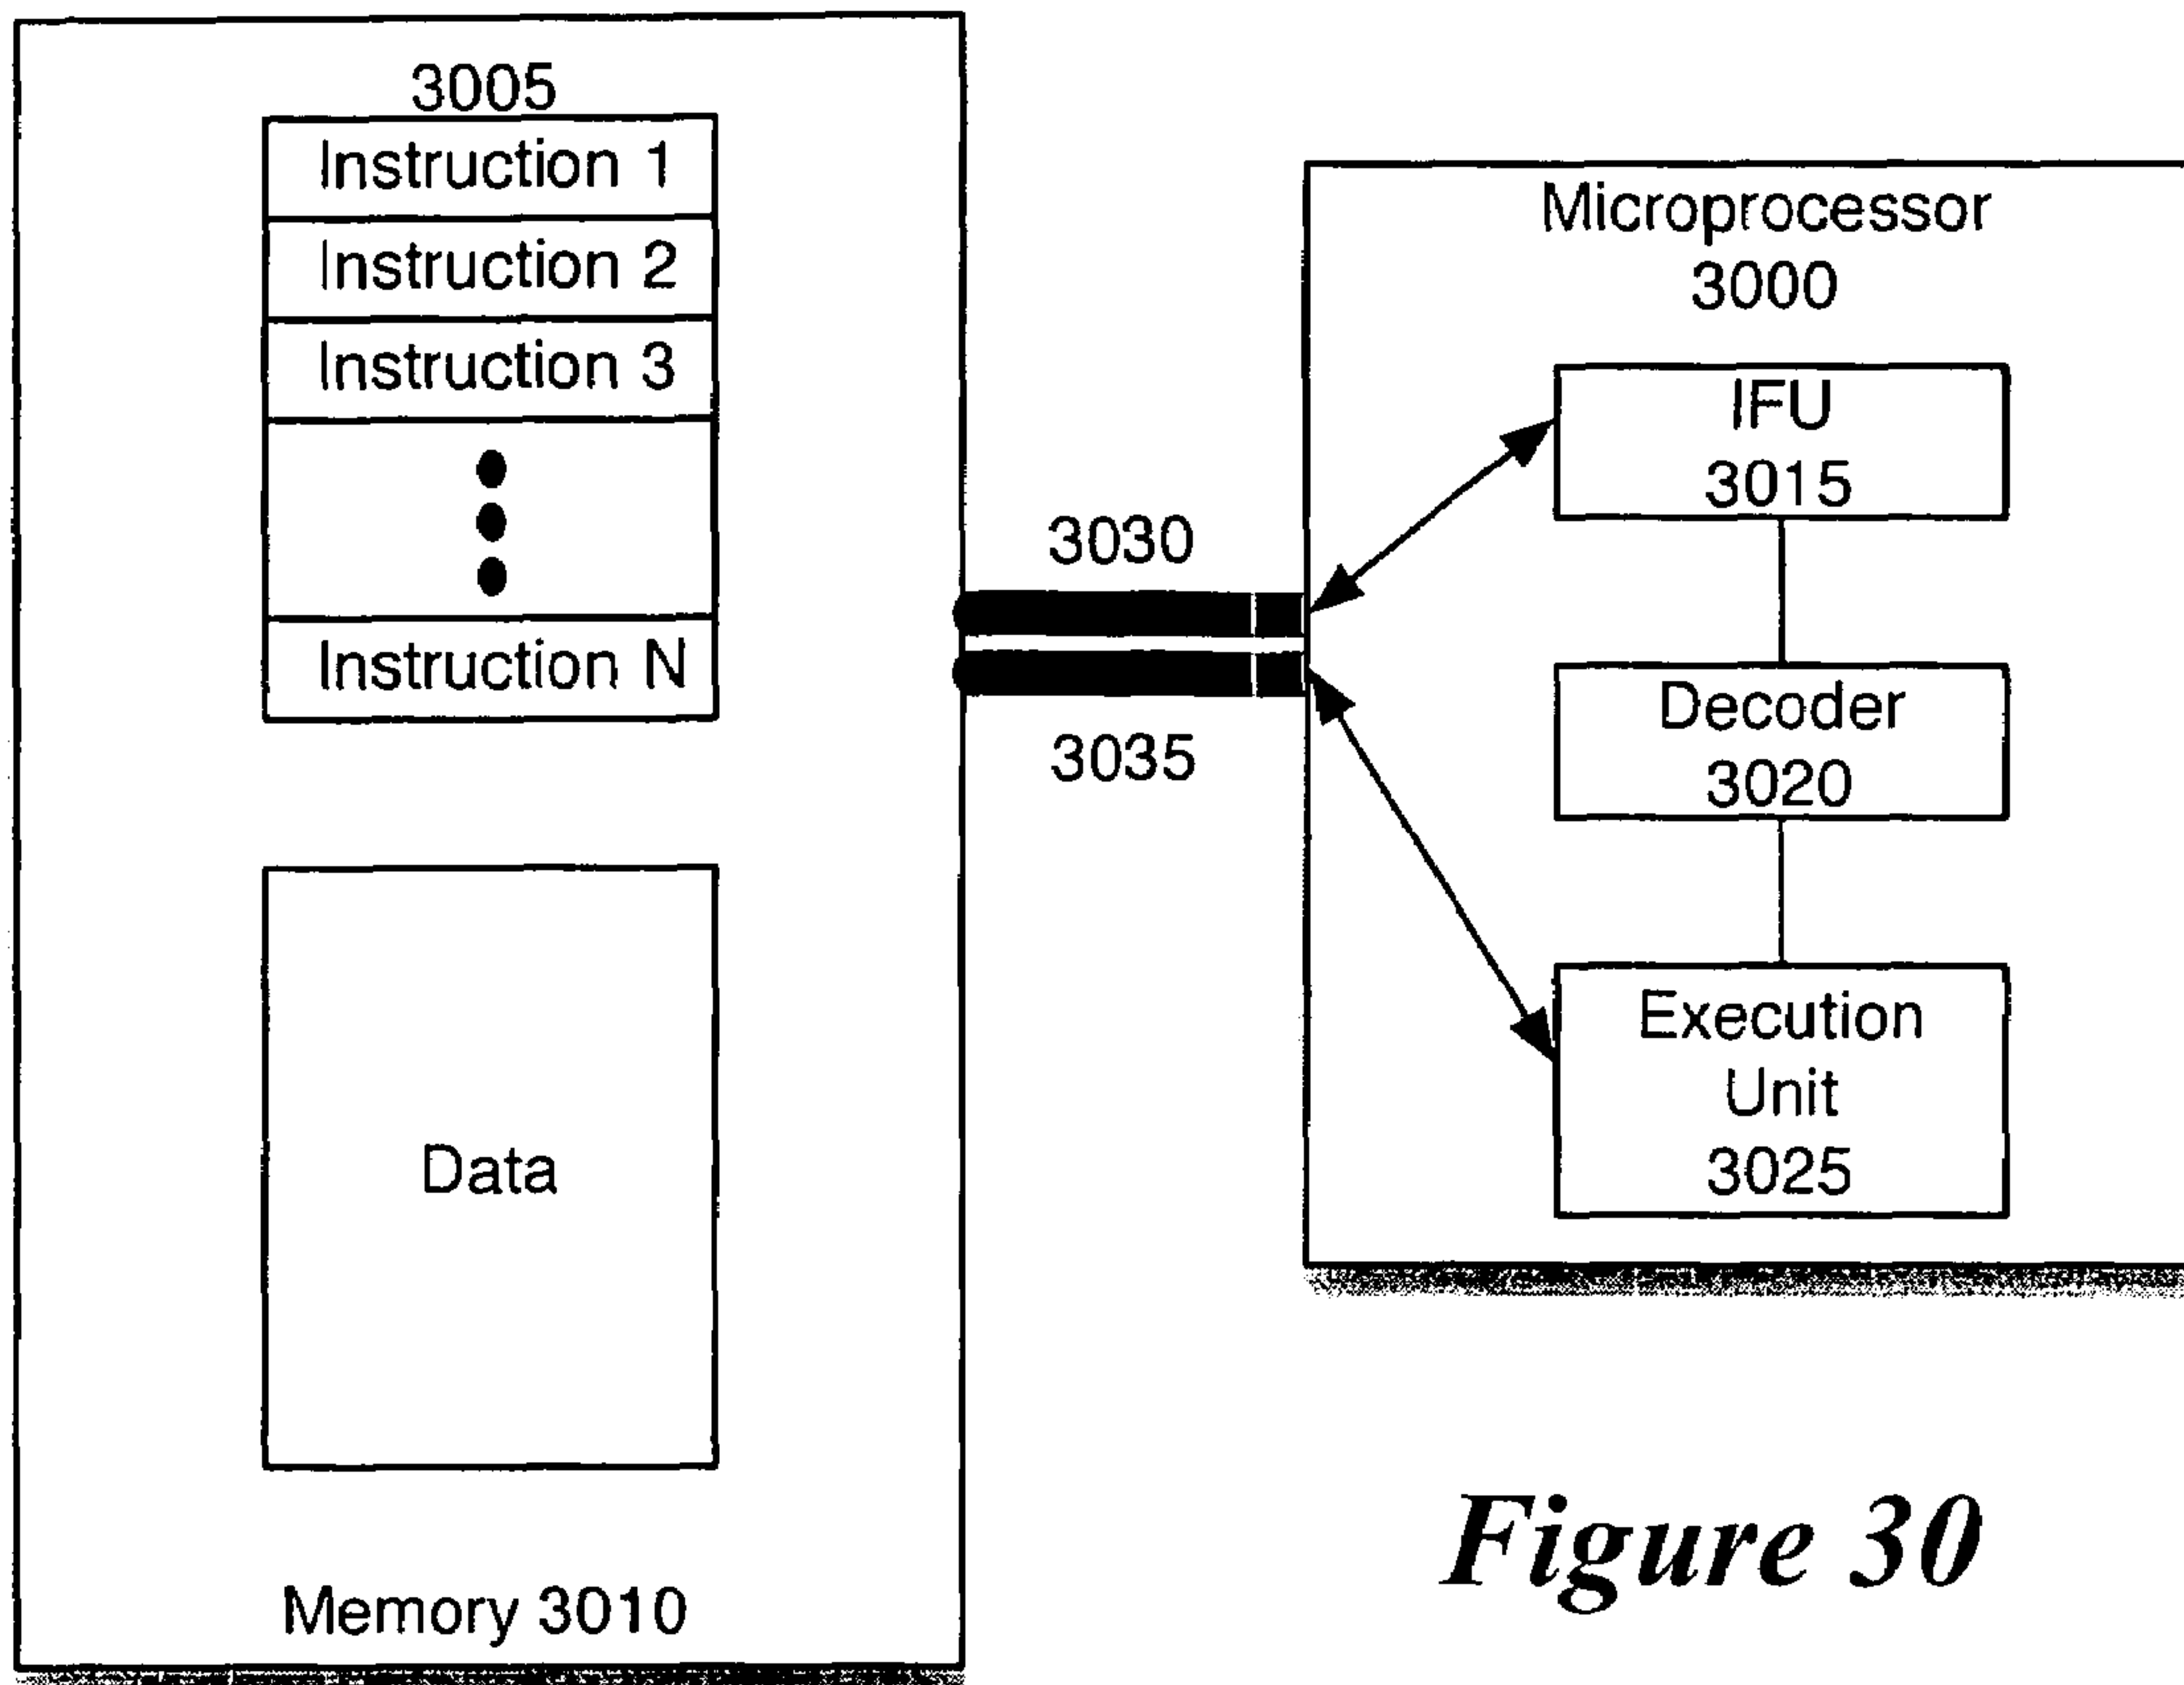 3005
Instruction 1
Instruction 2
Instruction 3
Instruction N
Data
Memory 3010
3030
3035
Microprocessor
3000
IFU
3015
Decoder
3020
Execution
Unit
3025
Figure 30